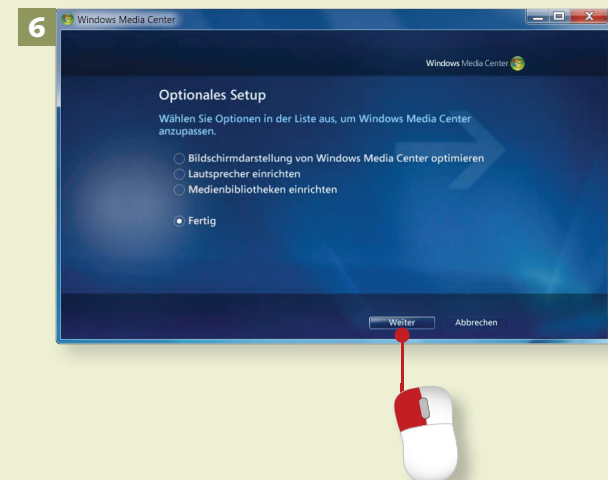 6
Windows Media Center
Windows Media Center
Optionales Setup
Wählen Sie Optionen in der Liste aus, um Windows Media Center
anzupassen.
Bildschirmdarstellung von Windows Media Center optimieren
Lautsprecher einrichten
Medienbibliotheken einrichten
Fertig
Weiter Abbrechen